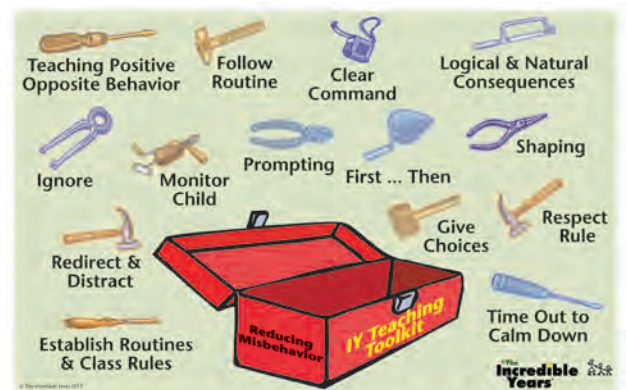 Teaching Positive
Opposite Behavior
Follow
Routine
Clear
Command
Logical & Natural
Consequences
Ignore
Monitor
Child
Prompting
First ... Then
Shaping
Redirect &
Distract
Give
Choices
Respect
Rule
Establish Routines
& Class Rules
Reducing
Misbehavior
IY Teaching
Toolkit
Time Out to
Calm Down
The
Incredible
Years